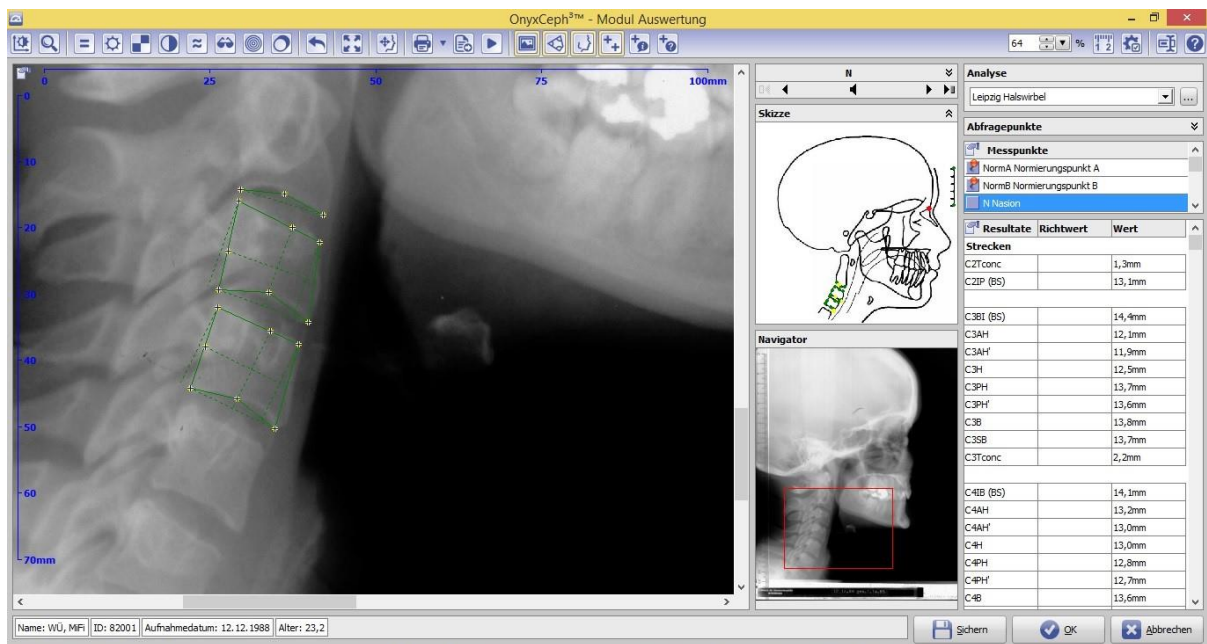 OnyxCeph³™ - Modul Auswertung
64 %
0 25 50 75 100mm
0
10
20
30
40
50
60
70mm
N
Skizze
Navigator
Analyse
Leipzig Halswirbel
...
Abfragepunkte
Messpunkte
NormA Normierungspunkt A
NormB Normierungspunkt B
N Nasion
Resultate Richtwert Wert
Strecken
C2Tconc 1,3mm
C2IP (BS) 13,1mm
C3BI (BS) 14,4mm
C3AH 12,1mm
C3AH' 11,9mm
C3H 12,5mm
C3PH 13,7mm
C3PH' 13,6mm
C3B 13,8mm
C3SB 13,7mm
C3Tconc 2,2mm
C4IB (BS) 14,1mm
C4AH 13,2mm
C4AH' 13,0mm
C4H 13,0mm
C4PH 12,8mm
C4PH' 12,7mm
C4B 13,6mm
Name: WÜ, MiFi ID: 82001 Aufnahmedatum: 12.12.1988 Alter: 23,2
Sichern OK Abbrechen